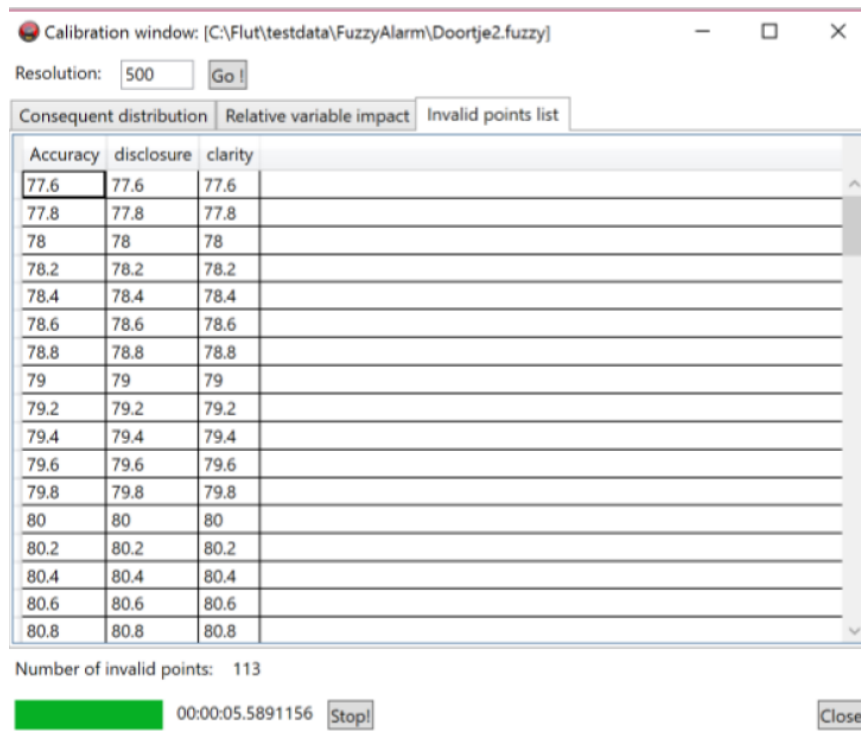 Calibration window: [C:\Flut\testdata\FuzzyAlarm\Doortje2.fuzzy]
Resolution: 500 Go !
Consequent distribution Relative variable impact Invalid points list
Accuracy disclosure clarity
77.6 77.6 77.6
77.8 77.8 77.8
78 78 78
78.2 78.2 78.2
78.4 78.4 78.4
78.6 78.6 78.6
78.8 78.8 78.8
79 79 79
79.2 79.2 79.2
79.4 79.4 79.4
79.6 79.6 79.6
79.8 79.8 79.8
80 80 80
80.2 80.2 80.2
80.4 80.4 80.4
80.6 80.6 80.6
80.8 80.8 80.8
Number of invalid points: 113
00:00:05.5891156 Stop! Close